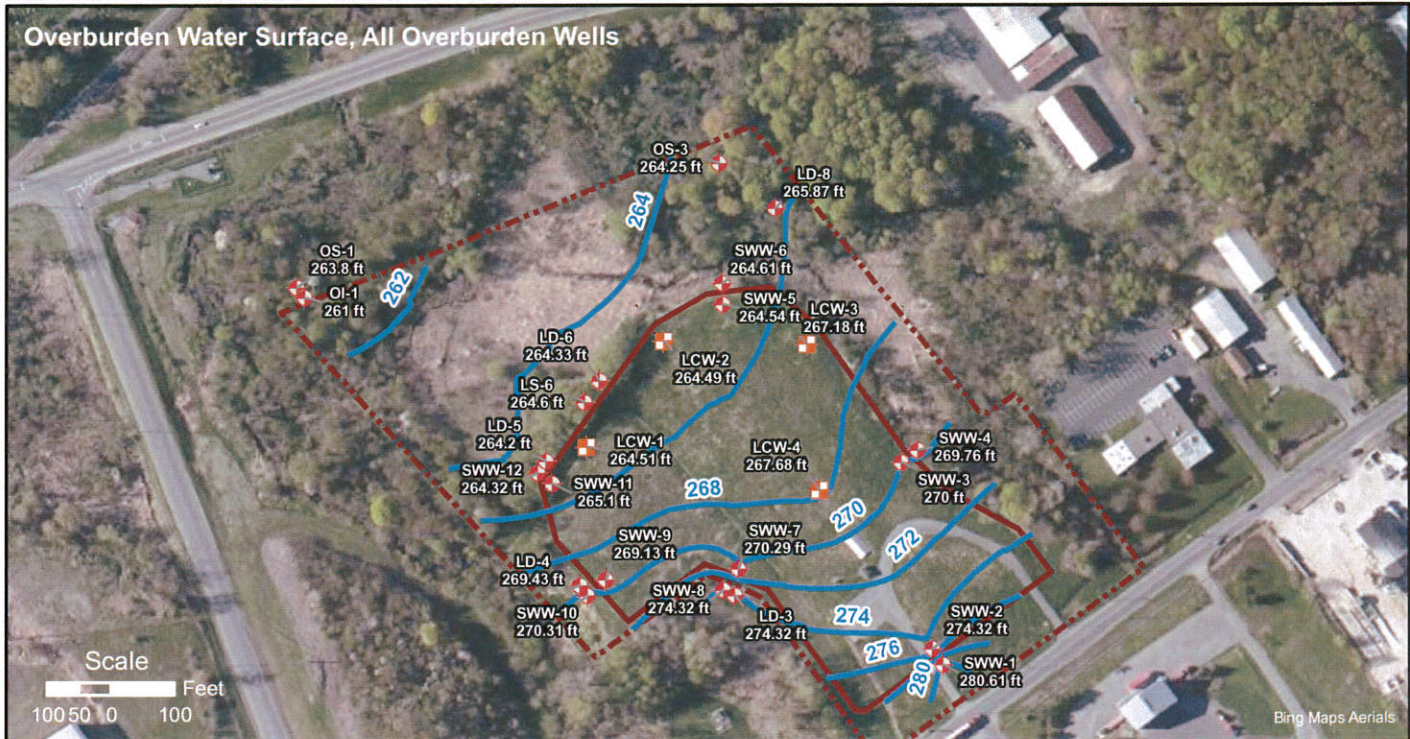 Overburden Water Surface, All Overburden Wells
OS-3
264.25 ft
LD-8
265.87 ft
264
OS-1
263.8 ft
OI-1
261 ft
262
SWW-6
264.61 ft
SWW-5
264.54 ft
LCW-3
267.18 ft
LD-6
264.33 ft
LCW-2
264.49 ft
LS-6
264.6 ft
LD-5
264.2 ft
LCW-1
264.51 ft
LCW-4
267.68 ft
SWW-4
269.76 ft
SWW-12
264.32 ft
SWW-11
265.1 ft
SWW-3
270 ft
268
270
272
SWW-9
269.13 ft
SWW-7
270.29 ft
LD-4
269.43 ft
SWW-8
274.32 ft
SWW-10
270.31 ft
LD-3
274.32 ft
274
SWW-2
274.32 ft
276
280
SWW-1
280.61 ft
Scale
Feet
100 50 0 100
Bing Maps Aerials